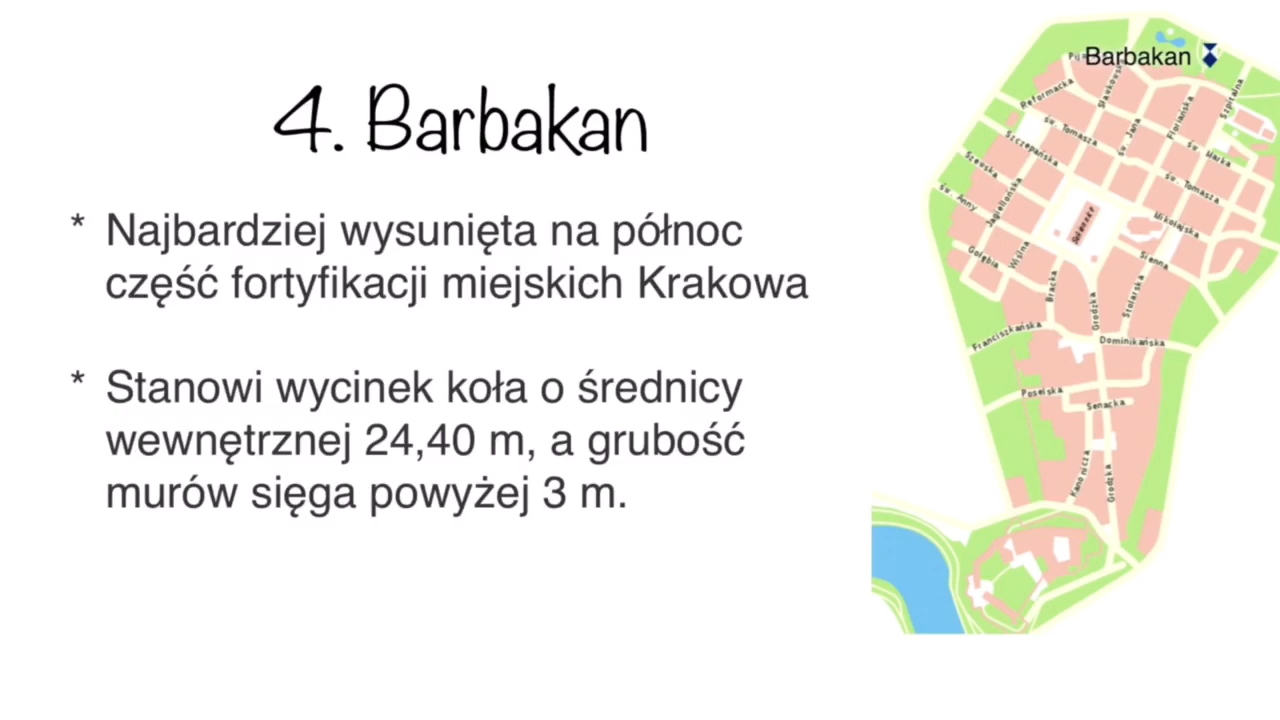 4. Barbakan
* Najbardziej wysunięta na północ
część fortyfikacji miejskich Krakowa
* Stanowi wycinek koła o średnicy
wewnętrznej 24,40 m, a grubość
murów sięga powyżej 3 m.
Barbakan
Reformacka
Sławkowska
Szpitalna
św. Tomasza
św. Jana
Floriańska
Szczepańska
św. Marka
Szewska
św. Tomasza
św. Anny
Jagiellońska
Mikołajska
Gołębia
Wiślna
Sienna
Bracka
Grodzka
Stolarska
Franciszkańska
Dominikańska
Poselska
Senacka
Kanonicza
Grodzka